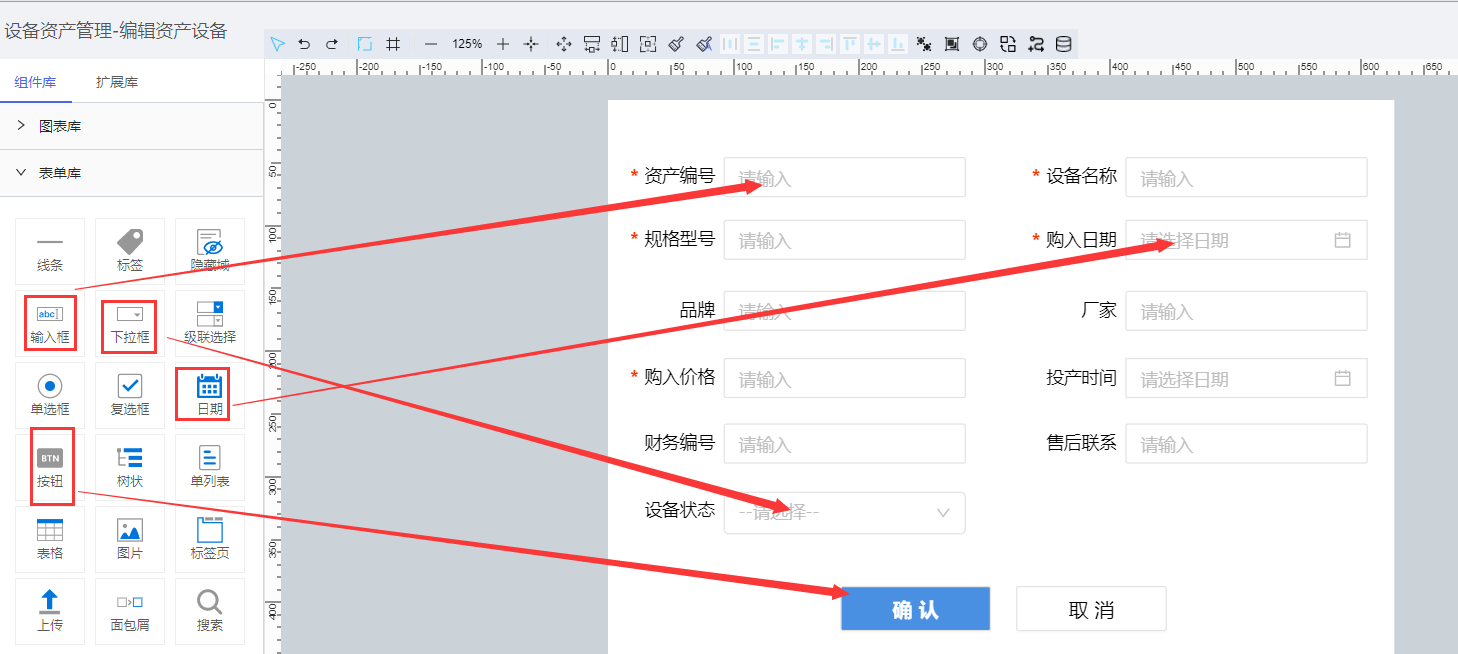 设备资产管理-编辑资产设备
125%
组件库 扩展库
-250 -200 -150 -100 -50 0 50 100 150 200 250 300 350 400 450 500 550 600 650
图表库
表单库
线条 标签 隐藏域
abc
输入框 下拉框 级联选择
单选框 复选框 日期
BTN
按钮 树状 单列表
表格 图片 标签页
上传 面包屑 搜索
0
50
100
150
200
250
300
350
400
* 资产编号 请输入 * 设备名称 请输入
* 规格型号 请输入 * 购入日期 请选择日期
品牌 请输入 厂家 请输入
* 购入价格 请输入 投产时间 请选择日期
财务编号 请输入 售后联系 请输入
设备状态 --请选择--
确 认 取 消